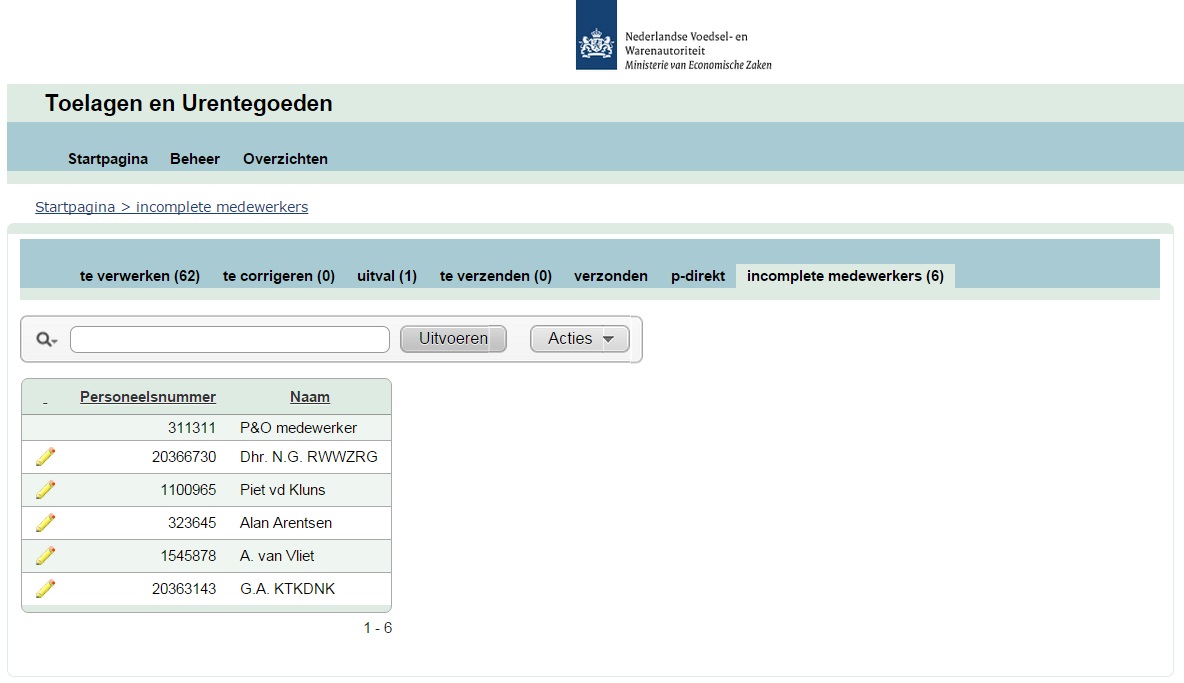 Nederlandse Voedsel- en
Warenautoriteit
Ministerie van Economische Zaken
Toelagen en Urentegoeden
Startpagina Beheer Overzichten
Startpagina > incomplete medewerkers
te verwerken (62) te corrigeren (0) uitval (1) te verzenden (0) verzonden p-direkt incomplete medewerkers (6)
Uitvoeren Acties
Personeelsnummer Naam
311311 P&O medewerker
20366730 Dhr. N.G. RWWZRG
1100965 Piet vd Kluns
323645 Alan Arentsen
1545878 A. van Vliet
20363143 G.A. KTKDNK
1 - 6